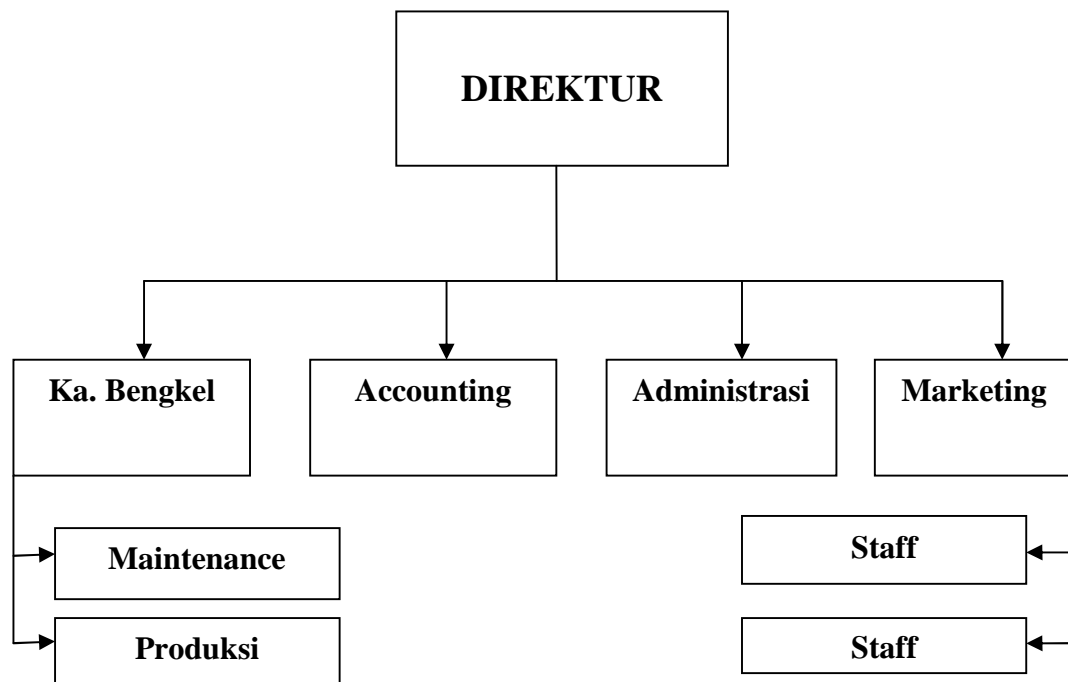 DIREKTUR
Ka. Bengkel
Accounting
Administrasi
Marketing
Maintenance
Staff
Produksi
Staff